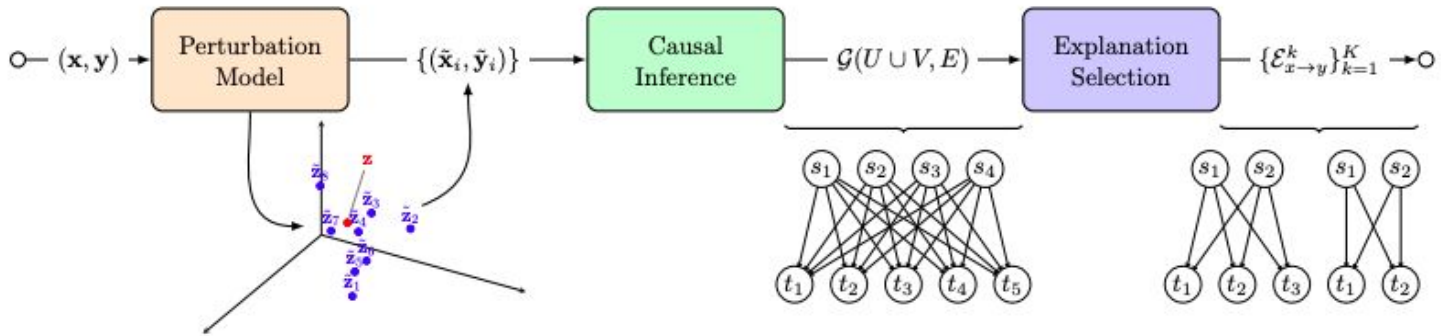 (x, y)
Perturbation
Model
{(x̃ᵢ, ỹᵢ)}
Causal
Inference
𝒢(U ∪ V, E)
Explanation
Selection
{ℰᵏₓ→ᵧ}ᴷₖ₌₁
z
z̃₈
z̃₃
z̃₇
z̃₄
z̃₂
z̃₆
z̃₅
z̃₁
s₁ s₂ s₃ s₄
t₁ t₂ t₃ t₄ t₅
s₁ s₂ s₁ s₂
t₁ t₂ t₃ t₁ t₂